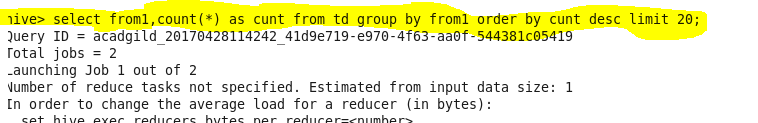 hive> select from1,count(*) as cunt from td group by from1 order by cunt desc limit 20;
Query ID = acadgild_20170428114242_41d9e719-e970-4f63-aa0f-544381c05419
Total jobs = 2
Launching Job 1 out of 2
Number of reduce tasks not specified. Estimated from input data size: 1
In order to change the average load for a reducer (in bytes):
set hive.exec.reducers.bytes.per.reducer=<number>